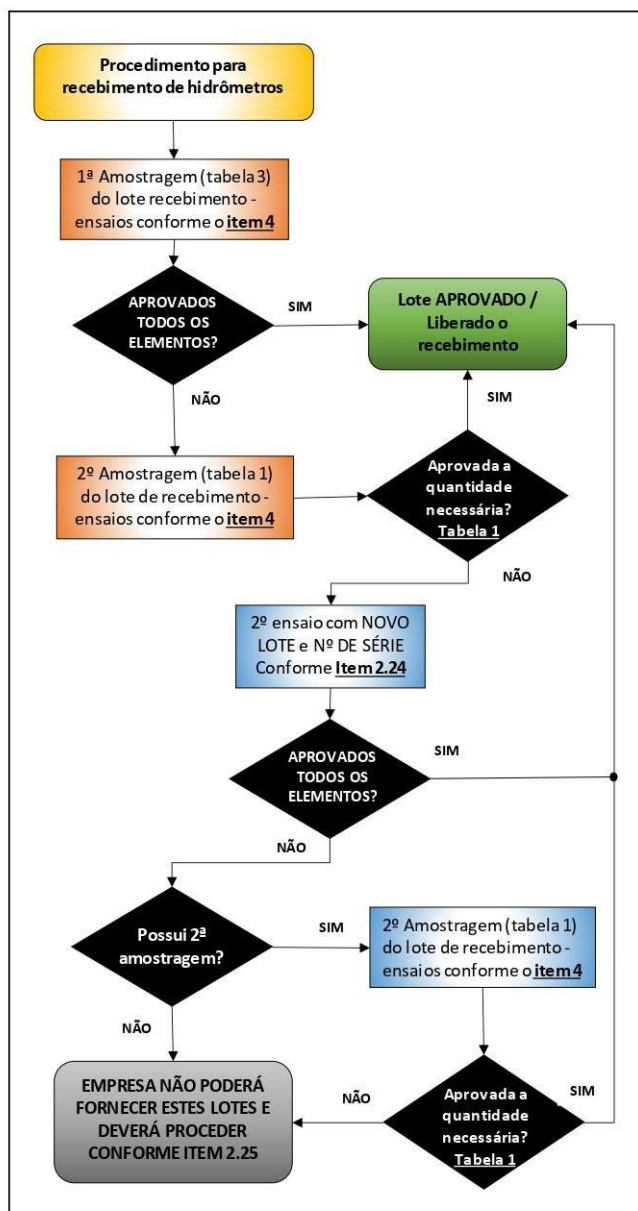 Procedimento para
recebimento de hidrômetros
1ª Amostragem (tabela 3)
do lote recebimento -
ensaios conforme o item 4
APROVADOS
TODOS OS
ELEMENTOS?
SIM
Lote APROVADO /
Liberado o
recebimento
NÃO
SIM
2º Amostragem (tabela 1)
do lote de recebimento -
ensaios conforme o item 4
Aprovada a
quantidade
necessária?
Tabela 1
NÃO
2º ensaio com NOVO
LOTE e Nº DE SÉRIE
Conforme Item 2.24
APROVADOS
TODOS OS
ELEMENTOS?
SIM
NÃO
Possui 2ª
amostragem?
SIM
2º Amostragem (tabela 1)
do lote de recebimento -
ensaios conforme o item 4
NÃO
EMPRESA NÃO PODERÁ
FORNECER ESTES LOTES E
DEVERÁ PROCEDER
CONFORME ITEM 2.25
NÃO
Aprovada a
quantidade
necessária?
Tabela 1
SIM